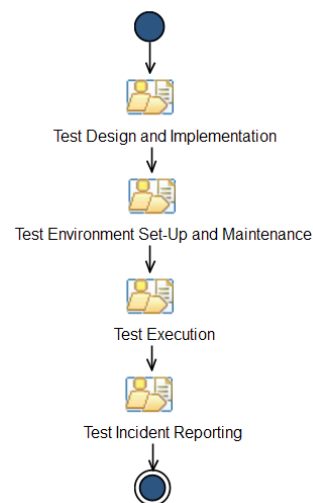 Test Design and Implementation
Test Environment Set-Up and Maintenance
Test Execution
Test Incident Reporting